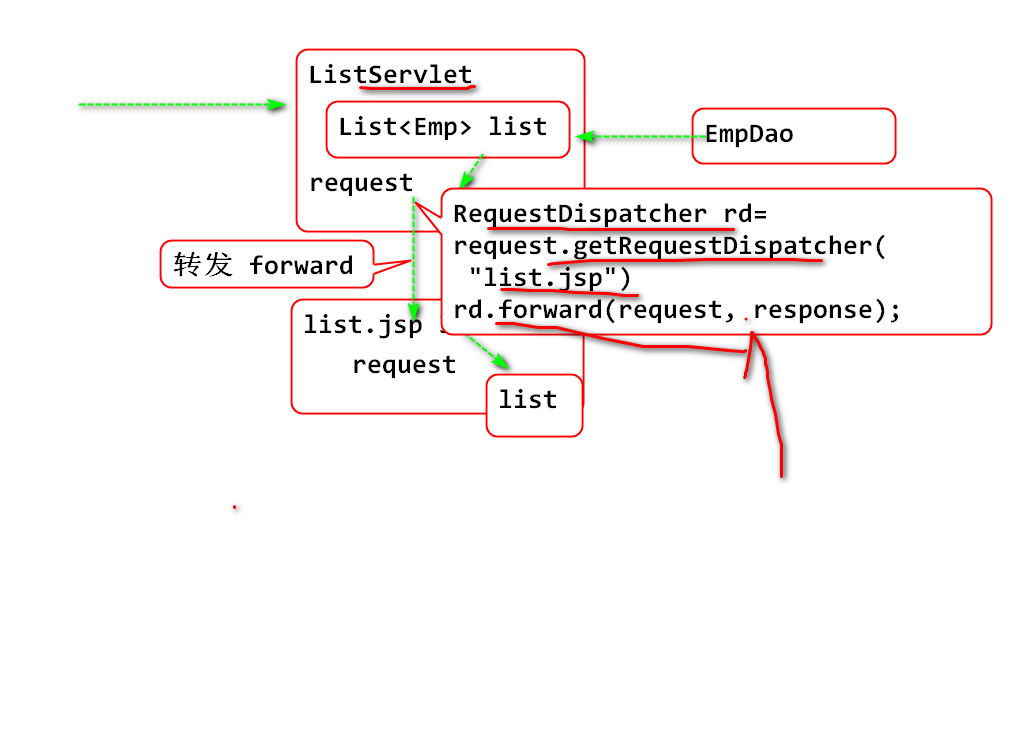 ListServlet
List<Emp> list
EmpDao
request
RequestDispatcher rd=
request.getRequestDispatcher(
"list.jsp")
rd.forward(request, response);
转发 forward
list.jsp
request
list